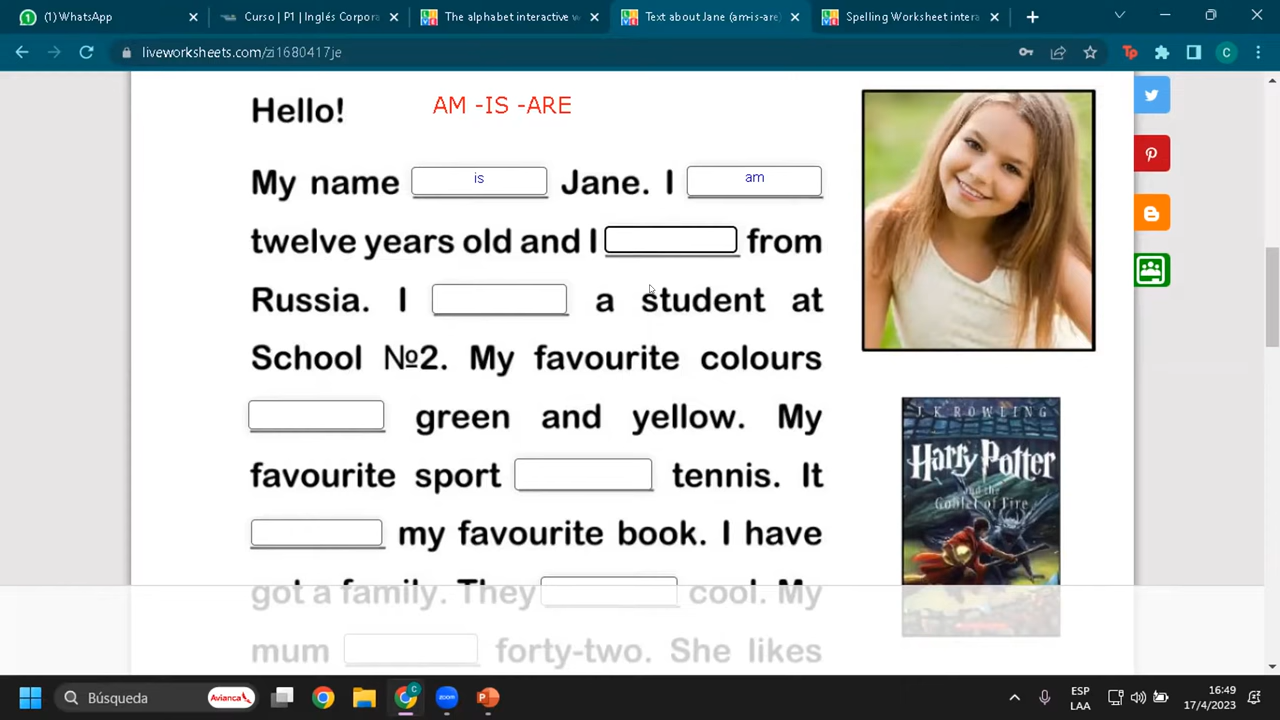 (1) WhatsApp
Curso | P1 | Inglés Corpora
The alphabet interactive w
Text about Jane (am-is-are)
Spelling Worksheet intera
liveworksheets.com/zi1680417je
C
Hello!
AM -IS -ARE
My name is Jane. I am
twelve years old and I from
Russia. I a student at
School №2. My favourite colours
green and yellow. My
favourite sport tennis. It
my favourite book. I have
got a family. They cool. My
mum forty-two. She likes
J. K. ROWLING
Harry Potter
and the
Goblet of Fire
Búsqueda
Avianca
C
zoom
ESP
LAA
16:49
17/4/2023